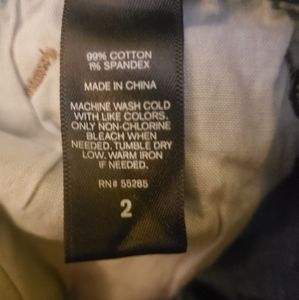 99% COTTON
1% SPANDEX
MADE IN CHINA
MACHINE WASH COLD
WITH LIKE COLORS.
ONLY NON-CHLORINE
BLEACH WHEN
NEEDED. TUMBLE DRY
LOW. WARM IRON
IF NEEDED.
RN# 55285
2